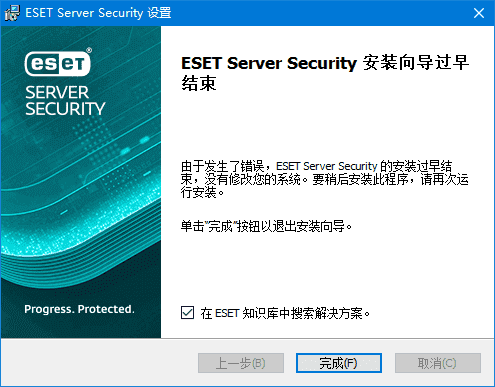 ESET Server Security 设置
eseT®
SERVER
SECURITY
Progress. Protected.
ESET Server Security 安装向导过早
结束
由于发生了错误，ESET Server Security 的安装过早结
束，没有修改您的系统。要稍后安装此程序，请再次运
行安装。
单击“完成”按钮以退出安装向导。
在 ESET 知识库中搜索解决方案。
上一步(B)
完成(F)
取消(C)